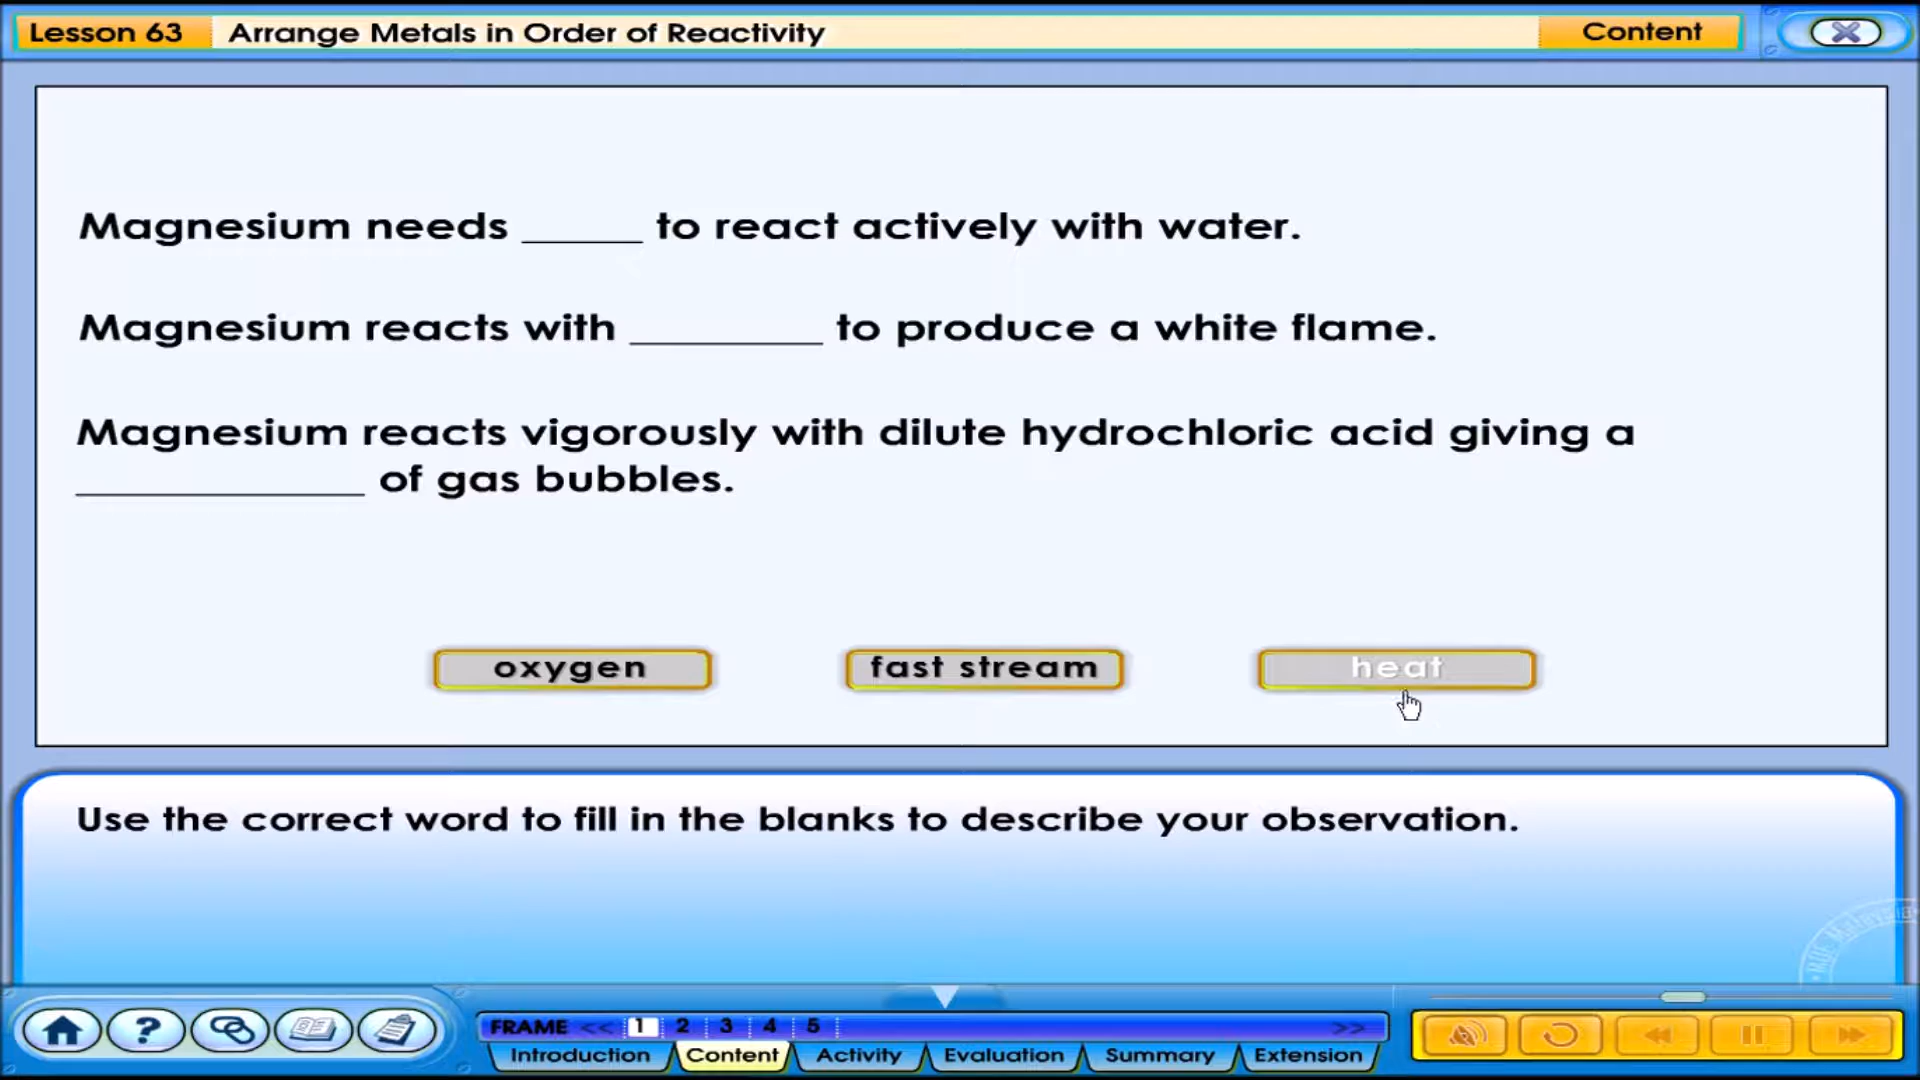 Lesson 63 Arrange Metals in Order of Reactivity Content
Magnesium needs ______ to react actively with water.
Magnesium reacts with _________ to produce a white flame.
Magnesium reacts vigorously with dilute hydrochloric acid giving a
_____________ of gas bubbles.
oxygen fast stream heat
Use the correct word to fill in the blanks to describe your observation.
FRAME << 1 2 3 4 5 >>
Introduction Content Activity Evaluation Summary Extension